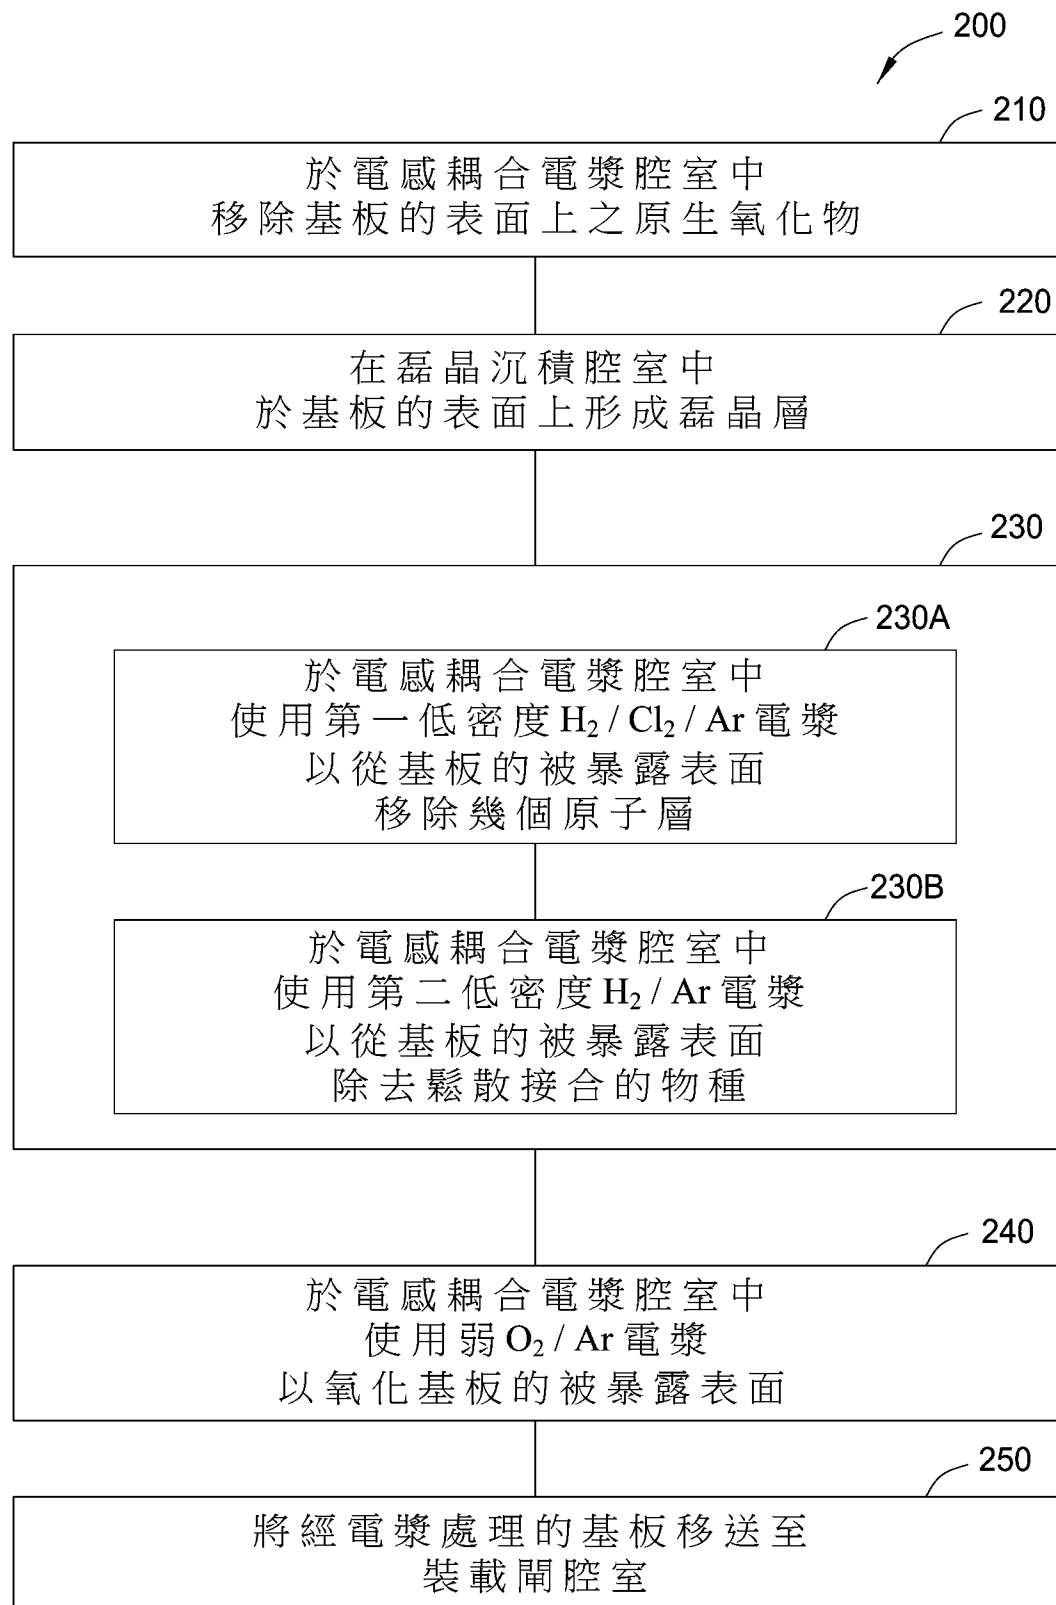 200
210
於電感耦合電漿腔室中
移除基板的表面上之原生氧化物
220
在磊晶沉積腔室中
於基板的表面上形成磊晶層
230
230A
於電感耦合電漿腔室中
使用第一低密度H₂/Cl₂/Ar電漿
以從基板的被暴露表面
移除幾個原子層
230B
於電感耦合電漿腔室中
使用第二低密度H₂/Ar電漿
以從基板的被暴露表面
除去鬆散接合的物種
240
於電感耦合電漿腔室中
使用弱O₂/Ar電漿
以氧化基板的被暴露表面
250
將經電漿處理的基板移送至
裝載閘腔室